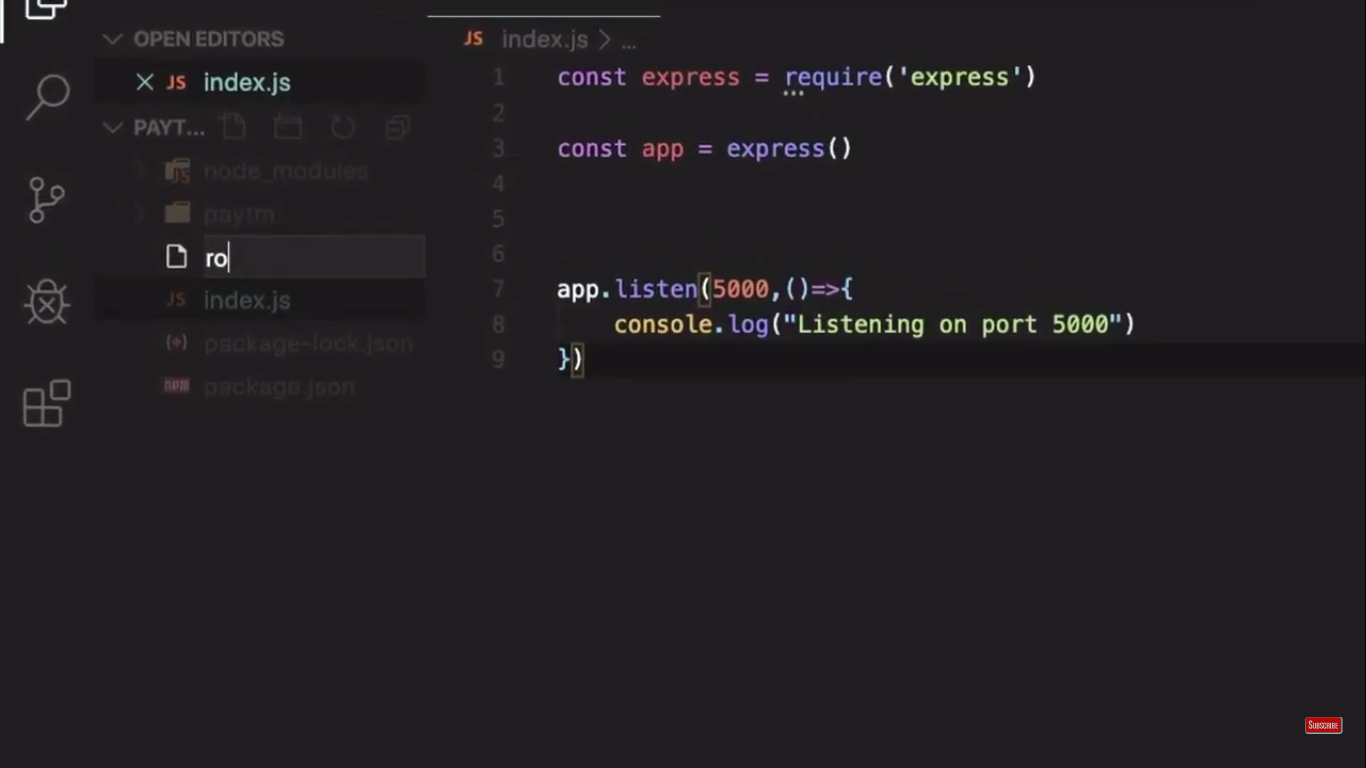 OPEN EDITORS
JS index.js
PAYT...
node_modules
paytm
ro
JS index.js
package-lock.json
npm package.json
JS index.js > ...
1 const express = require('express')
2
3 const app = express()
4
5
6
7 app.listen(5000,()=>{
8 console.log("Listening on port 5000")
9 })
SUBSCRIBE